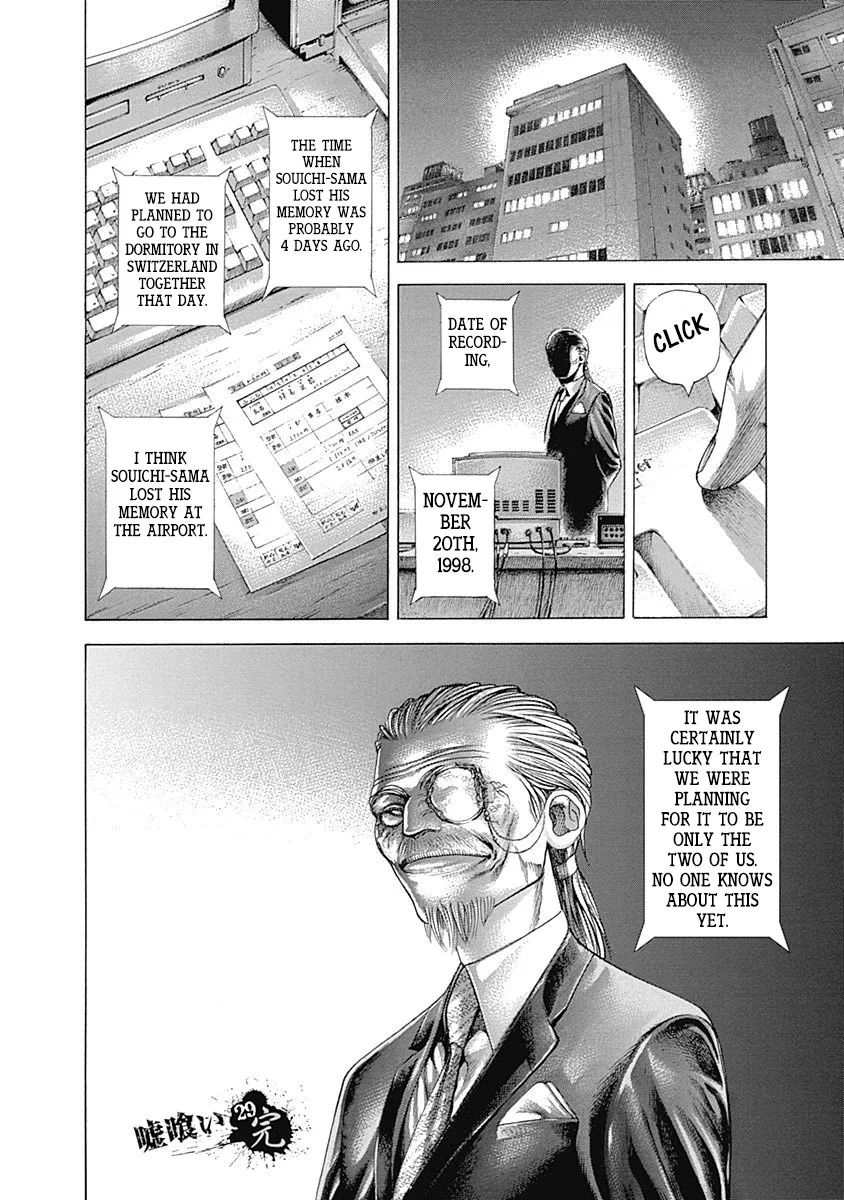 CLICK
DATE OF
RECORD-
ING,
NOVEM-
BER
20TH,
1998.
THE TIME
WHEN
SOUICHI-SAMA
LOST HIS
MEMORY WAS
PROBABLY
4 DAYS AGO.
WE HAD
PLANNED TO
GO TO THE
DORMITORY IN
SWITZERLAND
TOGETHER
THAT DAY.
I THINK
SOUICHI-SAMA
LOST HIS
MEMORY AT
THE AIRPORT.
IT WAS
CERTAINLY
LUCKY THAT
WE WERE
PLANNING
FOR IT TO BE
ONLY THE
TWO OF US.
NO ONE KNOWS
ABOUT THIS
YET.
嘘喰い 29 完